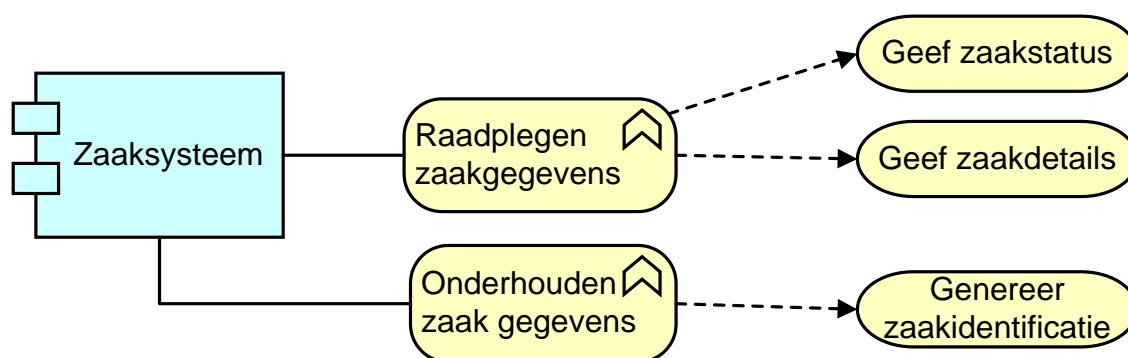 Zaaksysteem
Raadplegen
zaakgegevens
Geef zaakstatus
Geef zaakdetails
Onderhouden
zaak gegevens
Genereer
zaakidentificatie